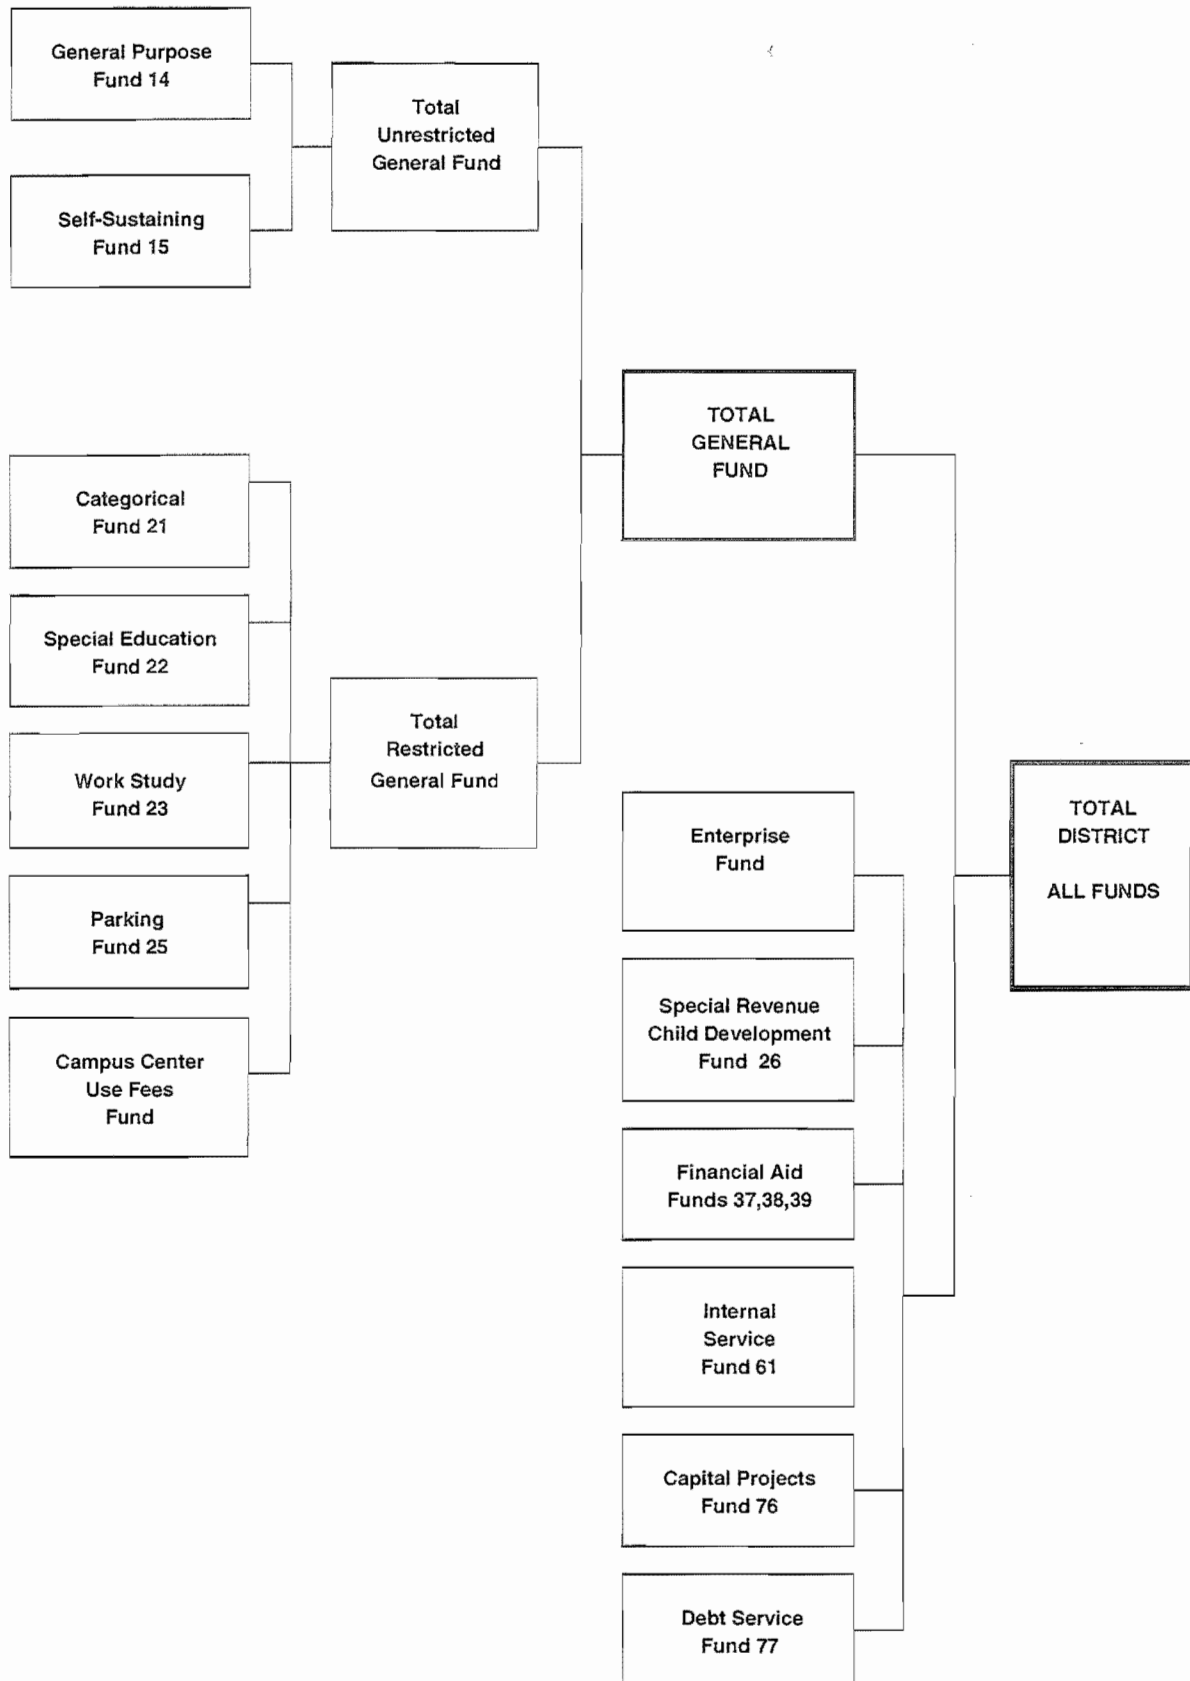 General Purpose
Fund 14
Total
Unrestricted
General Fund
Self-Sustaining
Fund 15
TOTAL
GENERAL
FUND
Categorical
Fund 21
Special Education
Fund 22
Total
Restricted
General Fund
Work Study
Fund 23
Parking
Fund 25
Campus Center
Use Fees
Fund
Enterprise
Fund
TOTAL
DISTRICT
ALL FUNDS
Special Revenue
Child Development
Fund 26
Financial Aid
Funds 37,38,39
Internal
Service
Fund 61
Capital Projects
Fund 76
Debt Service
Fund 77